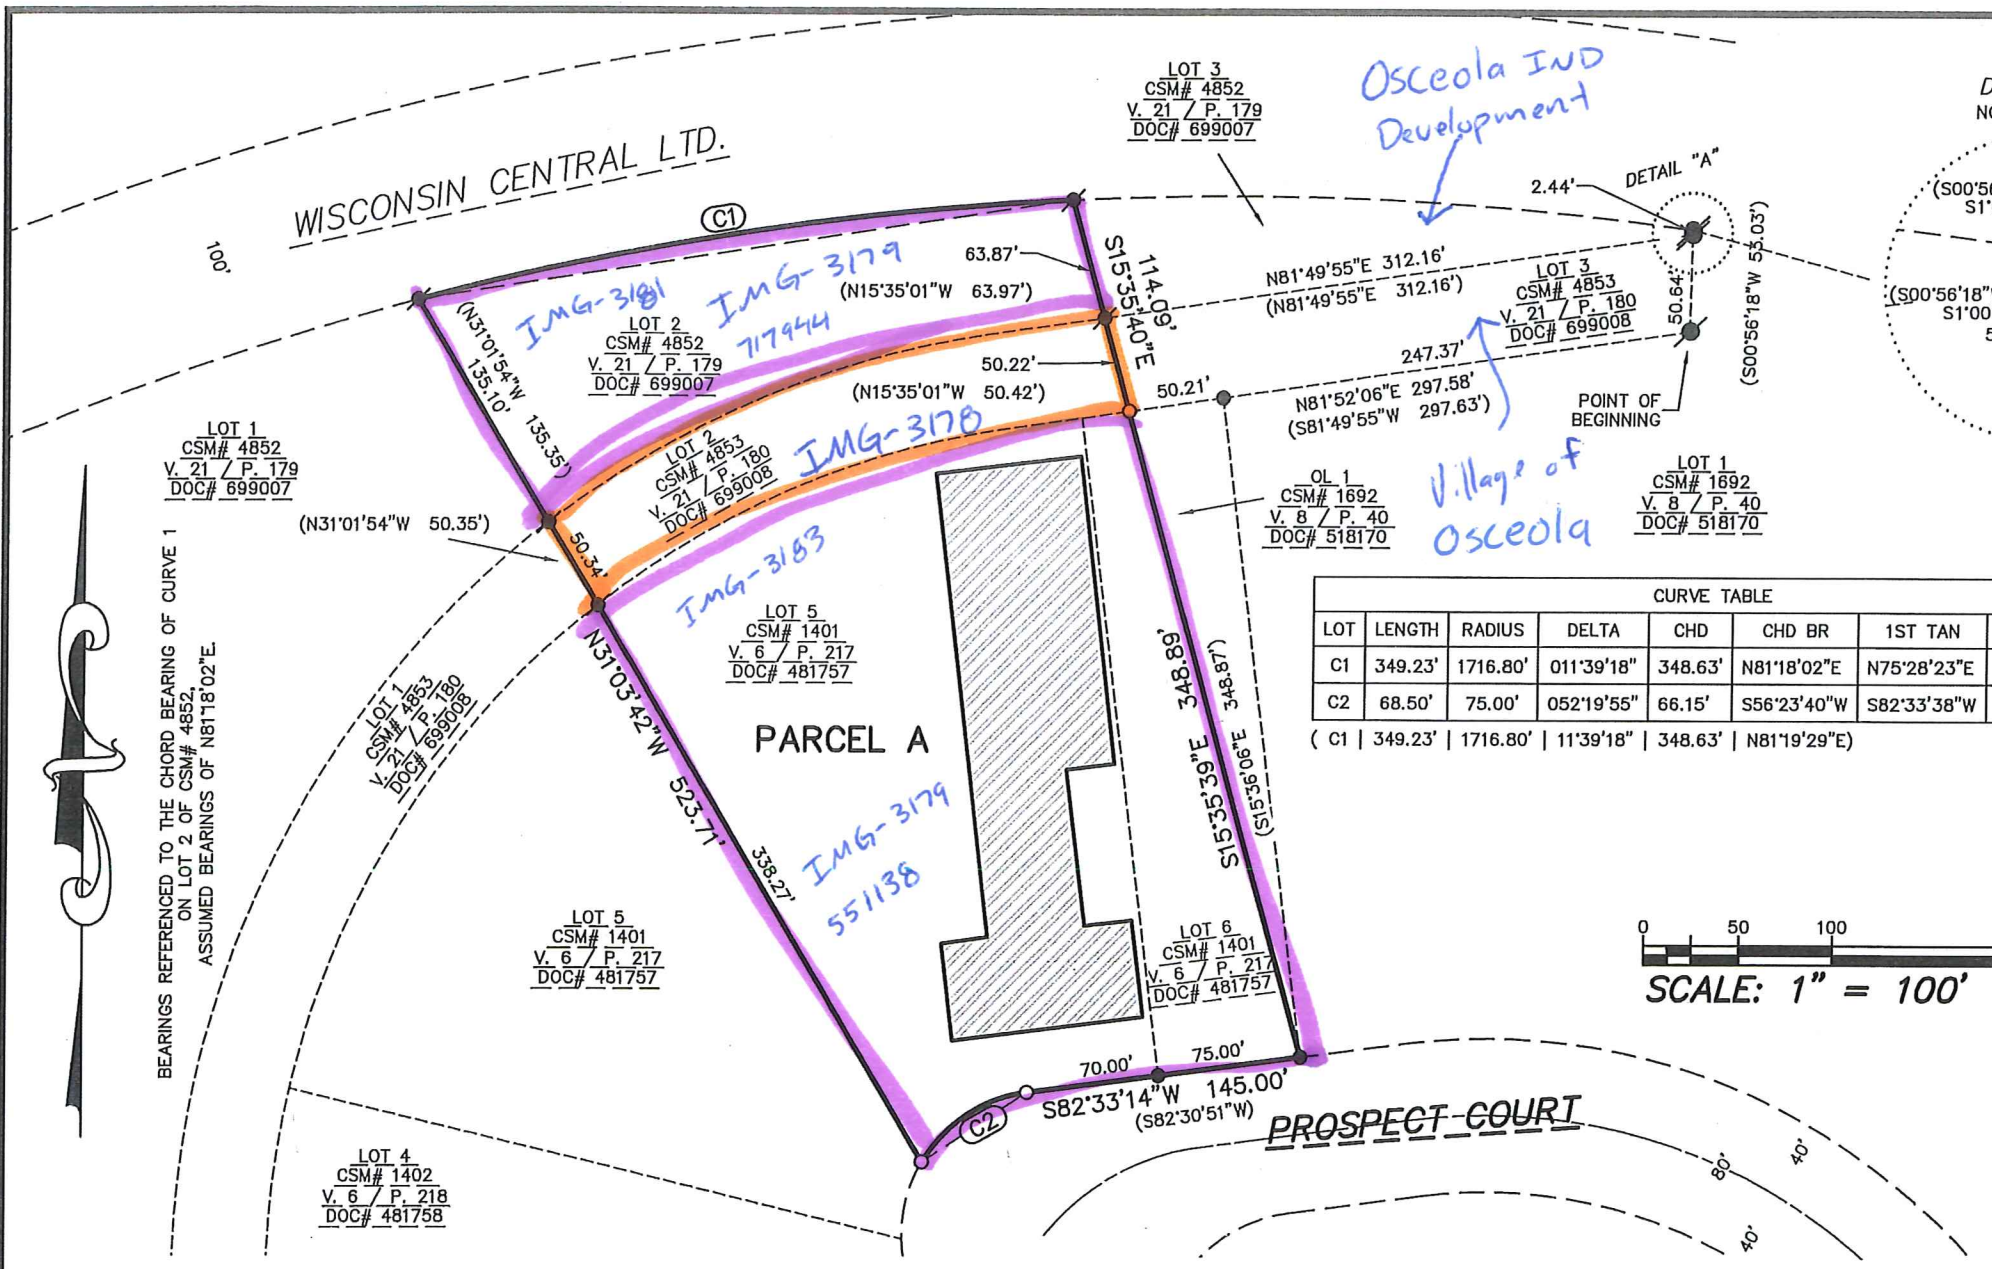 WISCONSIN CENTRAL LTD.
100'
C1
LOT 3
CSM# 4852
V. 21 / P. 179
DOC# 699007
Osceola IND
Development
2.44'
DETAIL "A"
(S00°56'18"W 53.03')
50.64'
POINT OF
BEGINNING
N81°49'55"E 312.16'
(N81°49'55"E 312.16')
LOT 3
CSM# 4853
V. 21 / P. 180
DOC# 699008
247.37'
N81°52'06"E 297.58'
(S81°49'55"W 297.63')
50.21'
63.87'
(N15°35'01"W 63.97')
114.09'
S15°35'40"E
50.22'
(N15°35'01"W 50.42')
IMG-3181
IMG-3179
717944
LOT 2
CSM# 4852
V. 21 / P. 179
DOC# 699007
(N31°01'54"W 135.35')
135.10'
LOT 2
CSM# 4853
V. 21 / P. 180
DOC# 699008
IMG-3178
LOT 1
CSM# 4852
V. 21 / P. 179
DOC# 699007
(N31°01'54"W 50.35')
50.34'
IMG-3183
OL 1
CSM# 1692
V. 8 / P. 40
DOC# 518170
Village of
Osceola
LOT 1
CSM# 1692
V. 8 / P. 40
DOC# 518170
BEARINGS REFERENCED TO THE CHORD BEARING OF CURVE 1
ON LOT 2 OF CSM# 4852,
ASSUMED BEARINGS OF N81°18'02"E.
LOT 1
CSM# 4853
V. 21 / P. 180
DOC# 699008
LOT 5
CSM# 1401
V. 6 / P. 217
DOC# 481757
PARCEL A
N31°03'42"W 523.71'
338.27'
IMG-3179
551138
S15°35'39"E 348.89'
(S15°36'06"E 348.87')
CURVE TABLE
LOT LENGTH RADIUS DELTA CHD CHD BR 1ST TAN
C1 349.23' 1716.80' 011°39'18" 348.63' N81°18'02"E N75°28'23"E
C2 68.50' 75.00' 052°19'55" 66.15' S56°23'40"W S82°33'38"W
( C1 | 349.23' | 1716.80' | 11°39'18" | 348.63' | N81°19'29"E)
LOT 5
CSM# 1401
V. 6 / P. 217
DOC# 481757
LOT 6
CSM# 1401
V. 6 / P. 217
DOC# 481757
0 50 100
SCALE: 1" = 100'
70.00'
75.00'
S82°33'14"W 145.00'
(S82°30'51"W)
C2
PROSPECT COURT
80'
40'
40'
LOT 4
CSM# 1402
V. 6 / P. 218
DOC# 481758